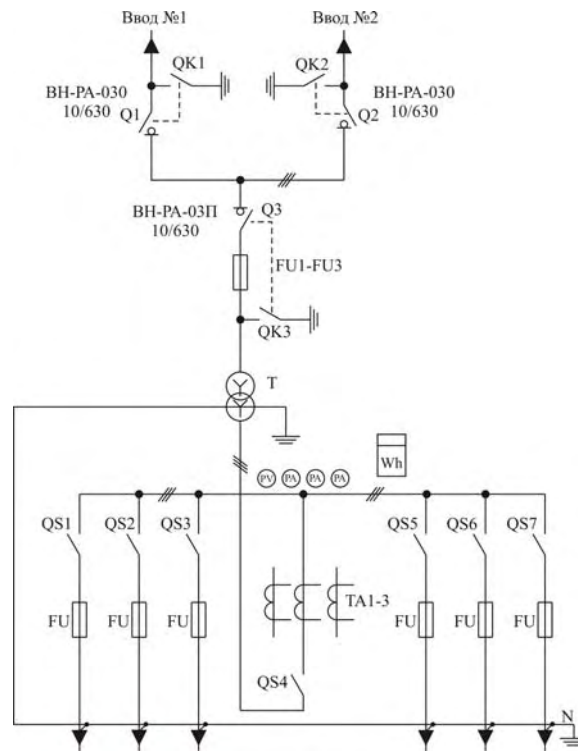 Ввод №1
Ввод №2
QK1
QK2
ВН-РА-030
10/630
Q1
ВН-РА-030
10/630
Q2
ВН-РА-03П
10/630
Q3
FU1-FU3
QK3
T
Wh
PV
PA
PA
PA
QS1
QS2
QS3
QS5
QS6
QS7
FU
FU
FU
TA1-3
FU
FU
FU
QS4
N